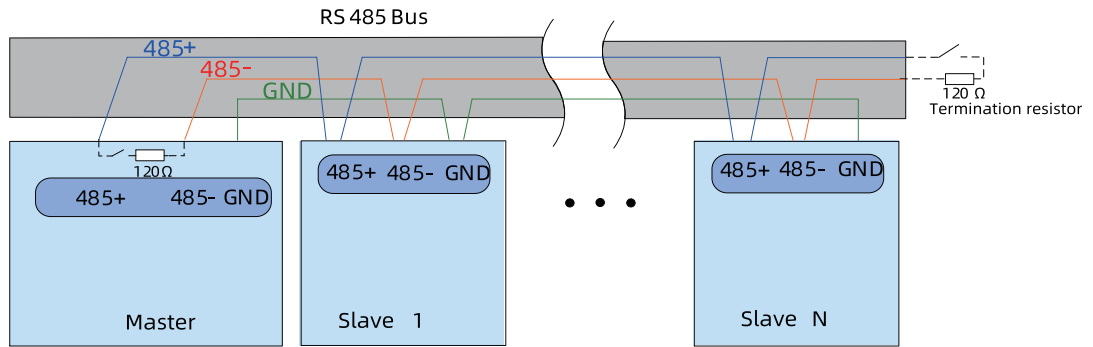 RS 485 Bus
485+
485-
GND
120 Ω
Termination resistor
120Ω
485+ 485- GND
485+ 485- GND
485+ 485- GND
Master
Slave 1
Slave N